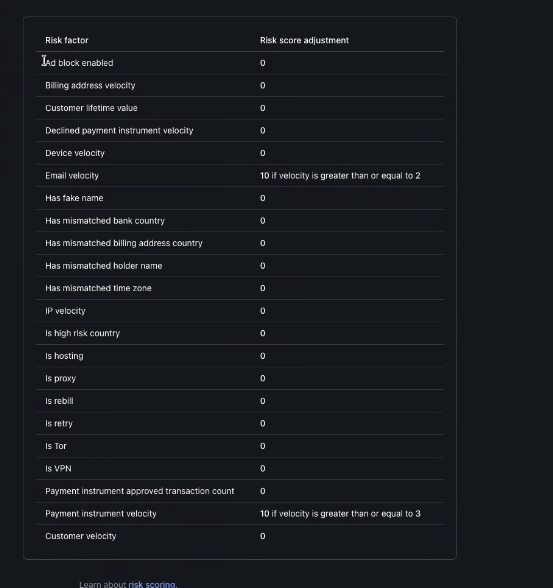 Risk factor Risk score adjustment
Ad block enabled 0
Billing address velocity 0
Customer lifetime value 0
Declined payment instrument velocity 0
Device velocity 0
Email velocity 10 if velocity is greater than or equal to 2
Has fake name 0
Has mismatched bank country 0
Has mismatched billing address country 0
Has mismatched holder name 0
Has mismatched time zone 0
IP velocity 0
Is high risk country 0
Is hosting 0
Is proxy 0
Is rebill 0
Is retry 0
Is Tor 0
Is VPN 0
Payment instrument approved transaction count 0
Payment instrument velocity 10 if velocity is greater than or equal to 3
Customer velocity 0
Learn about risk scoring.